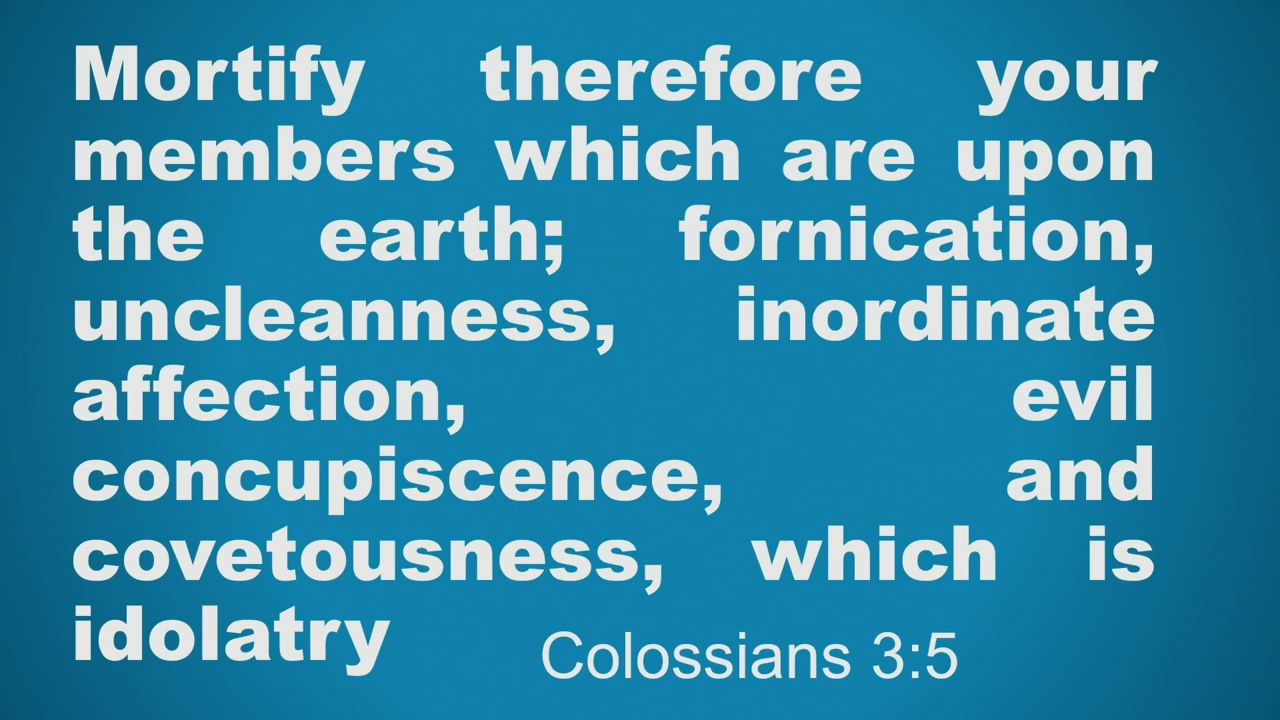 Mortify therefore your
members which are upon
the earth; fornication,
uncleanness, inordinate
affection, evil
concupiscence, and
covetousness, which is
idolatry
Colossians 3:5